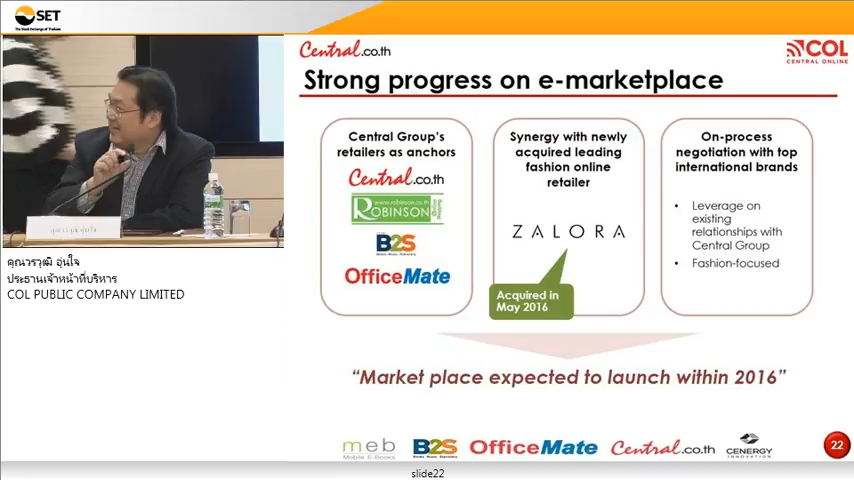 SET
The Stock Exchange of Thailand
Central.co.th
COL
CENTRAL ONLINE
Strong progress on e-marketplace
Central Group's
retailers as anchors
Central.co.th
www.robinson.co.th
ROBINSON
B2S
OfficeMate
Synergy with newly
acquired leading
fashion online
retailer
ZALORA
Acquired in
May 2016
On-process
negotiation with top
international brands
• Leverage on
existing
relationships with
Central Group
• Fashion-focused
“Market place expected to launch within 2016”
คุณวรวุฒิ อุ่นใจ
ประธานเจ้าหน้าที่บริหาร
COL PUBLIC COMPANY LIMITED
meb
Mobile E-Books
B2S
OfficeMate
Central.co.th
CENERGY
INNOVATION
22
slide22